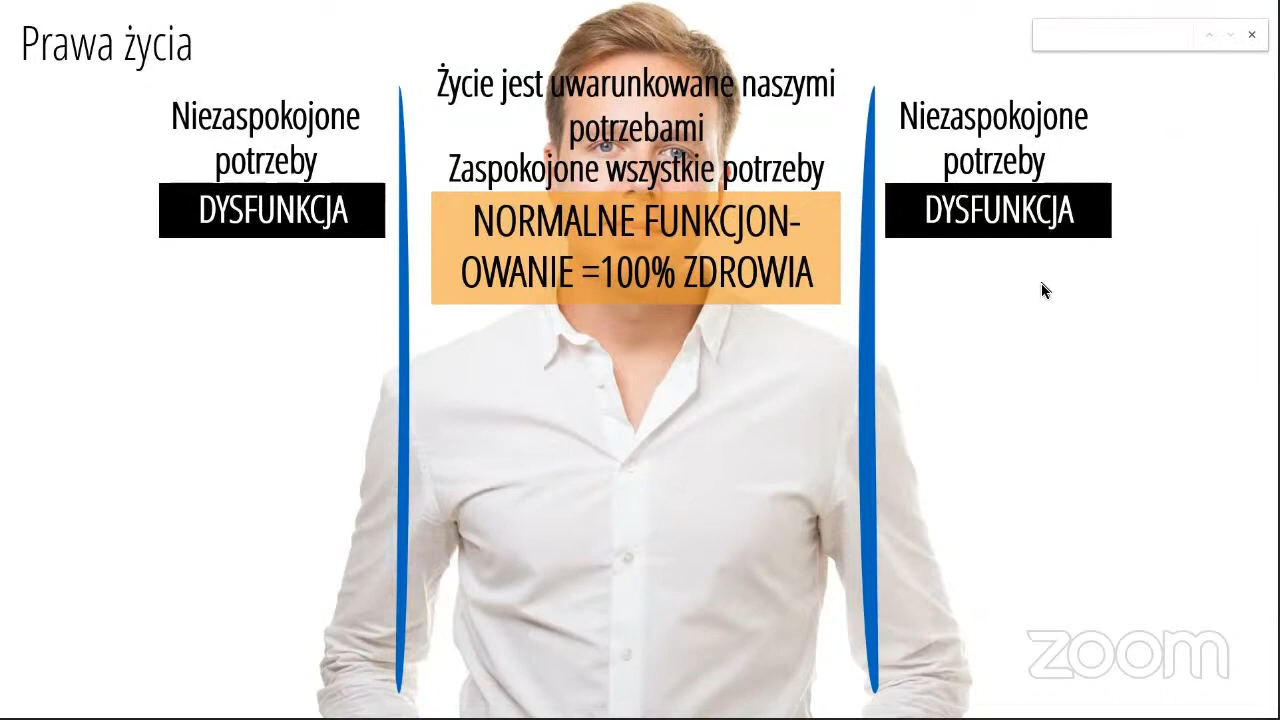 Prawa życia
Niezaspokojone
potrzeby
DYSFUNKCJA
Życie jest uwarunkowane naszymi
potrzebami
Zaspokojone wszystkie potrzeby
NORMALNE FUNKCJON-
OWANIE =100% ZDROWIA
Niezaspokojone
potrzeby
DYSFUNKCJA
zoom